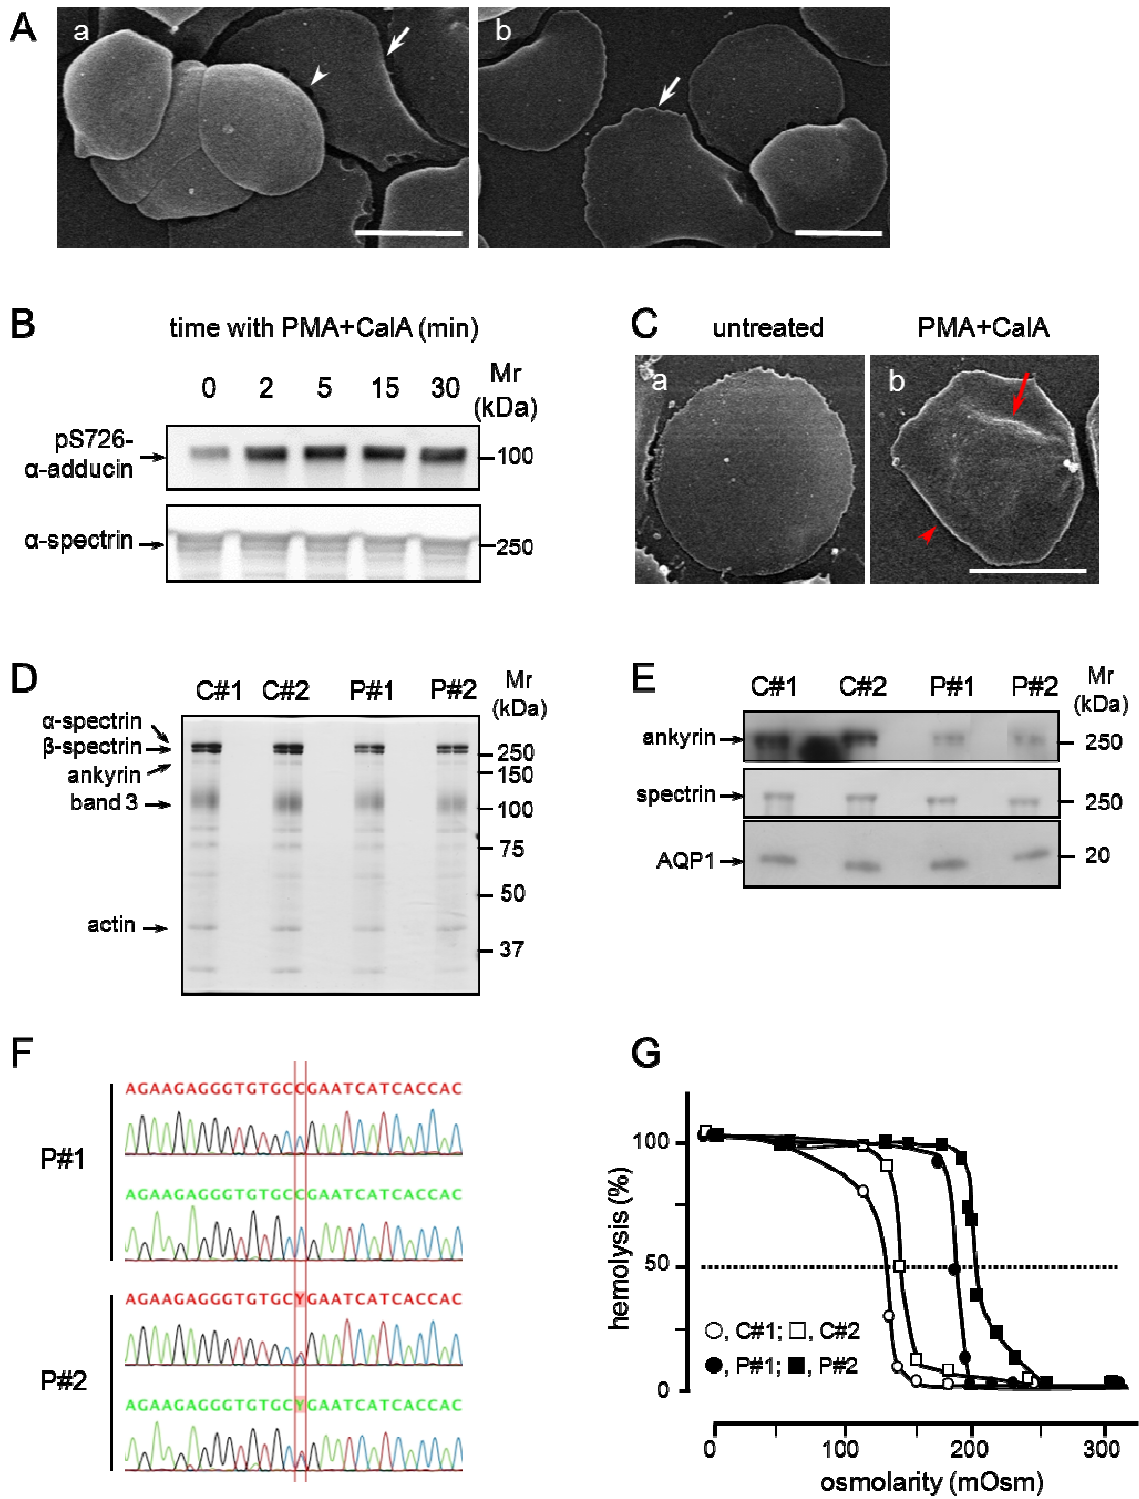 A
a
b
B
time with PMA+CalA (min)
0 2 5 15 30 Mr (kDa)
pS726-
α-adducin
100
α-spectrin
250
C
untreated
PMA+CalA
a
b
D
C#1 C#2 P#1 P#2 Mr (kDa)
α-spectrin
β-spectrin
ankyrin
band 3
actin
250
150
100
75
50
37
E
C#1 C#2 P#1 P#2 Mr (kDa)
ankyrin
250
spectrin
250
AQP1
20
F
P#1
AGAAGAGGGTGTGCCGAATCATCACCAC
AGAAGAGGGTGTGCCGAATCATCACCAC
P#2
AGAAGAGGGTGTGCYGAATCATCACCAC
AGAAGAGGGTGTGCYGAATCATCACCAC
G
hemolysis (%)
100
50
0
○, C#1; □, C#2
●, P#1; ■, P#2
0 100 200 300
osmolarity (mOsm)